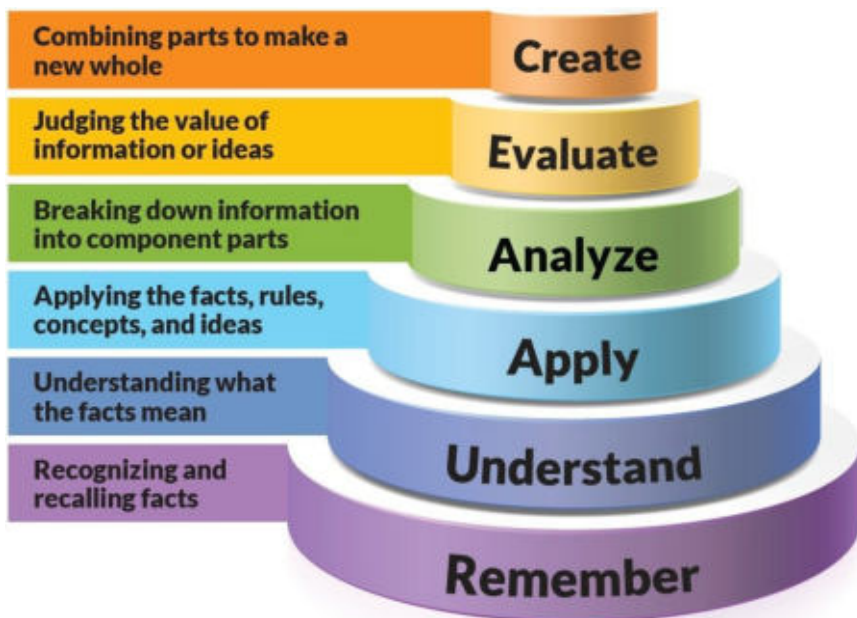 Combining parts to make a
new whole
Create
Judging the value of
information or ideas
Evaluate
Breaking down information
into component parts
Analyze
Applying the facts, rules,
concepts, and ideas
Apply
Understanding what
the facts mean
Understand
Recognizing and
recalling facts
Remember